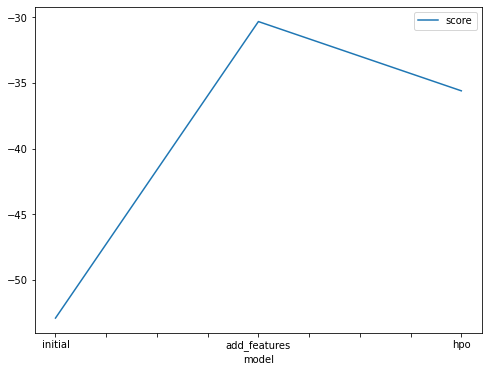 score
−30
−35
−40
−45
−50
initial
add_features
hpo
model